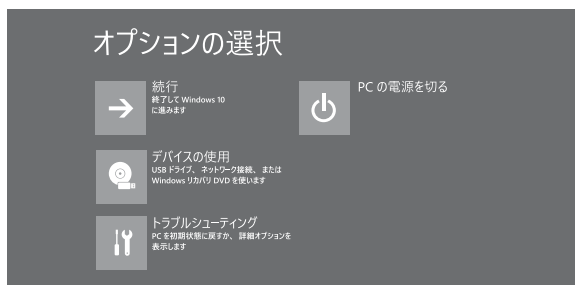 オプションの選択
続行
終了して Windows 10
に進みます
PC の電源を切る
デバイスの使用
USB ドライブ、ネットワーク接続、または
Windows リカバリ DVD を使います
トラブルシューティング
PC を初期状態に戻すか、詳細オプションを
表示します